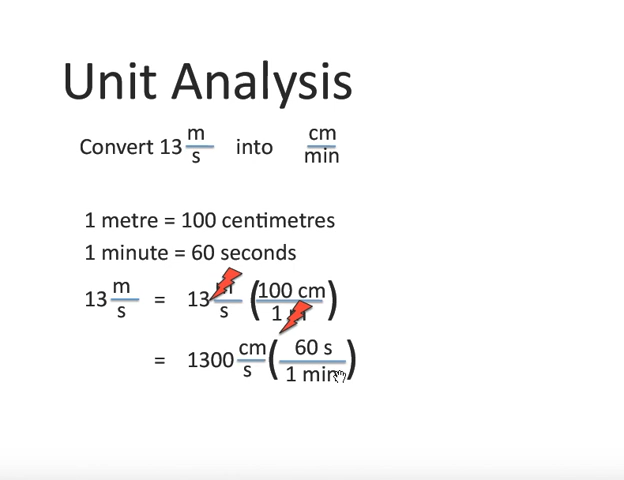 Unit Analysis
Convert 13 m/s into cm/min
1 metre = 100 centimetres
1 minute = 60 seconds
13 m/s = 13 /s (100 cm/1 )
= 1300 cm/s (60 s/1 min)